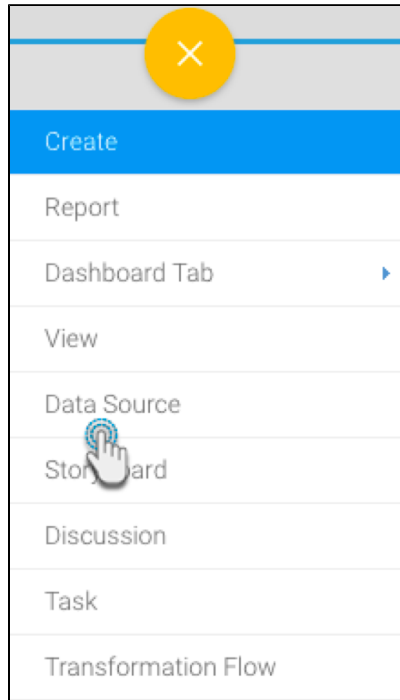 Create
Report
Dashboard Tab
View
Data Source
Discussion
Task
Transformation Flow